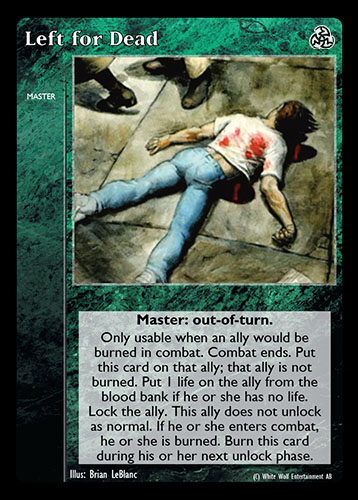 Left for Dead
MASTER
Master: out-of-turn.
Only usable when an ally would be
burned in combat. Combat ends. Put
this card on that ally; that ally is not
burned. Put 1 life on the ally from the
blood bank if he or she has no life.
Lock the ally. This ally does not unlock
as normal. If he or she enters combat,
he or she is burned. Burn this card
during his or her next unlock phase.
Illus: Brian LeBlanc
(C) White Wolf Entertainment AB